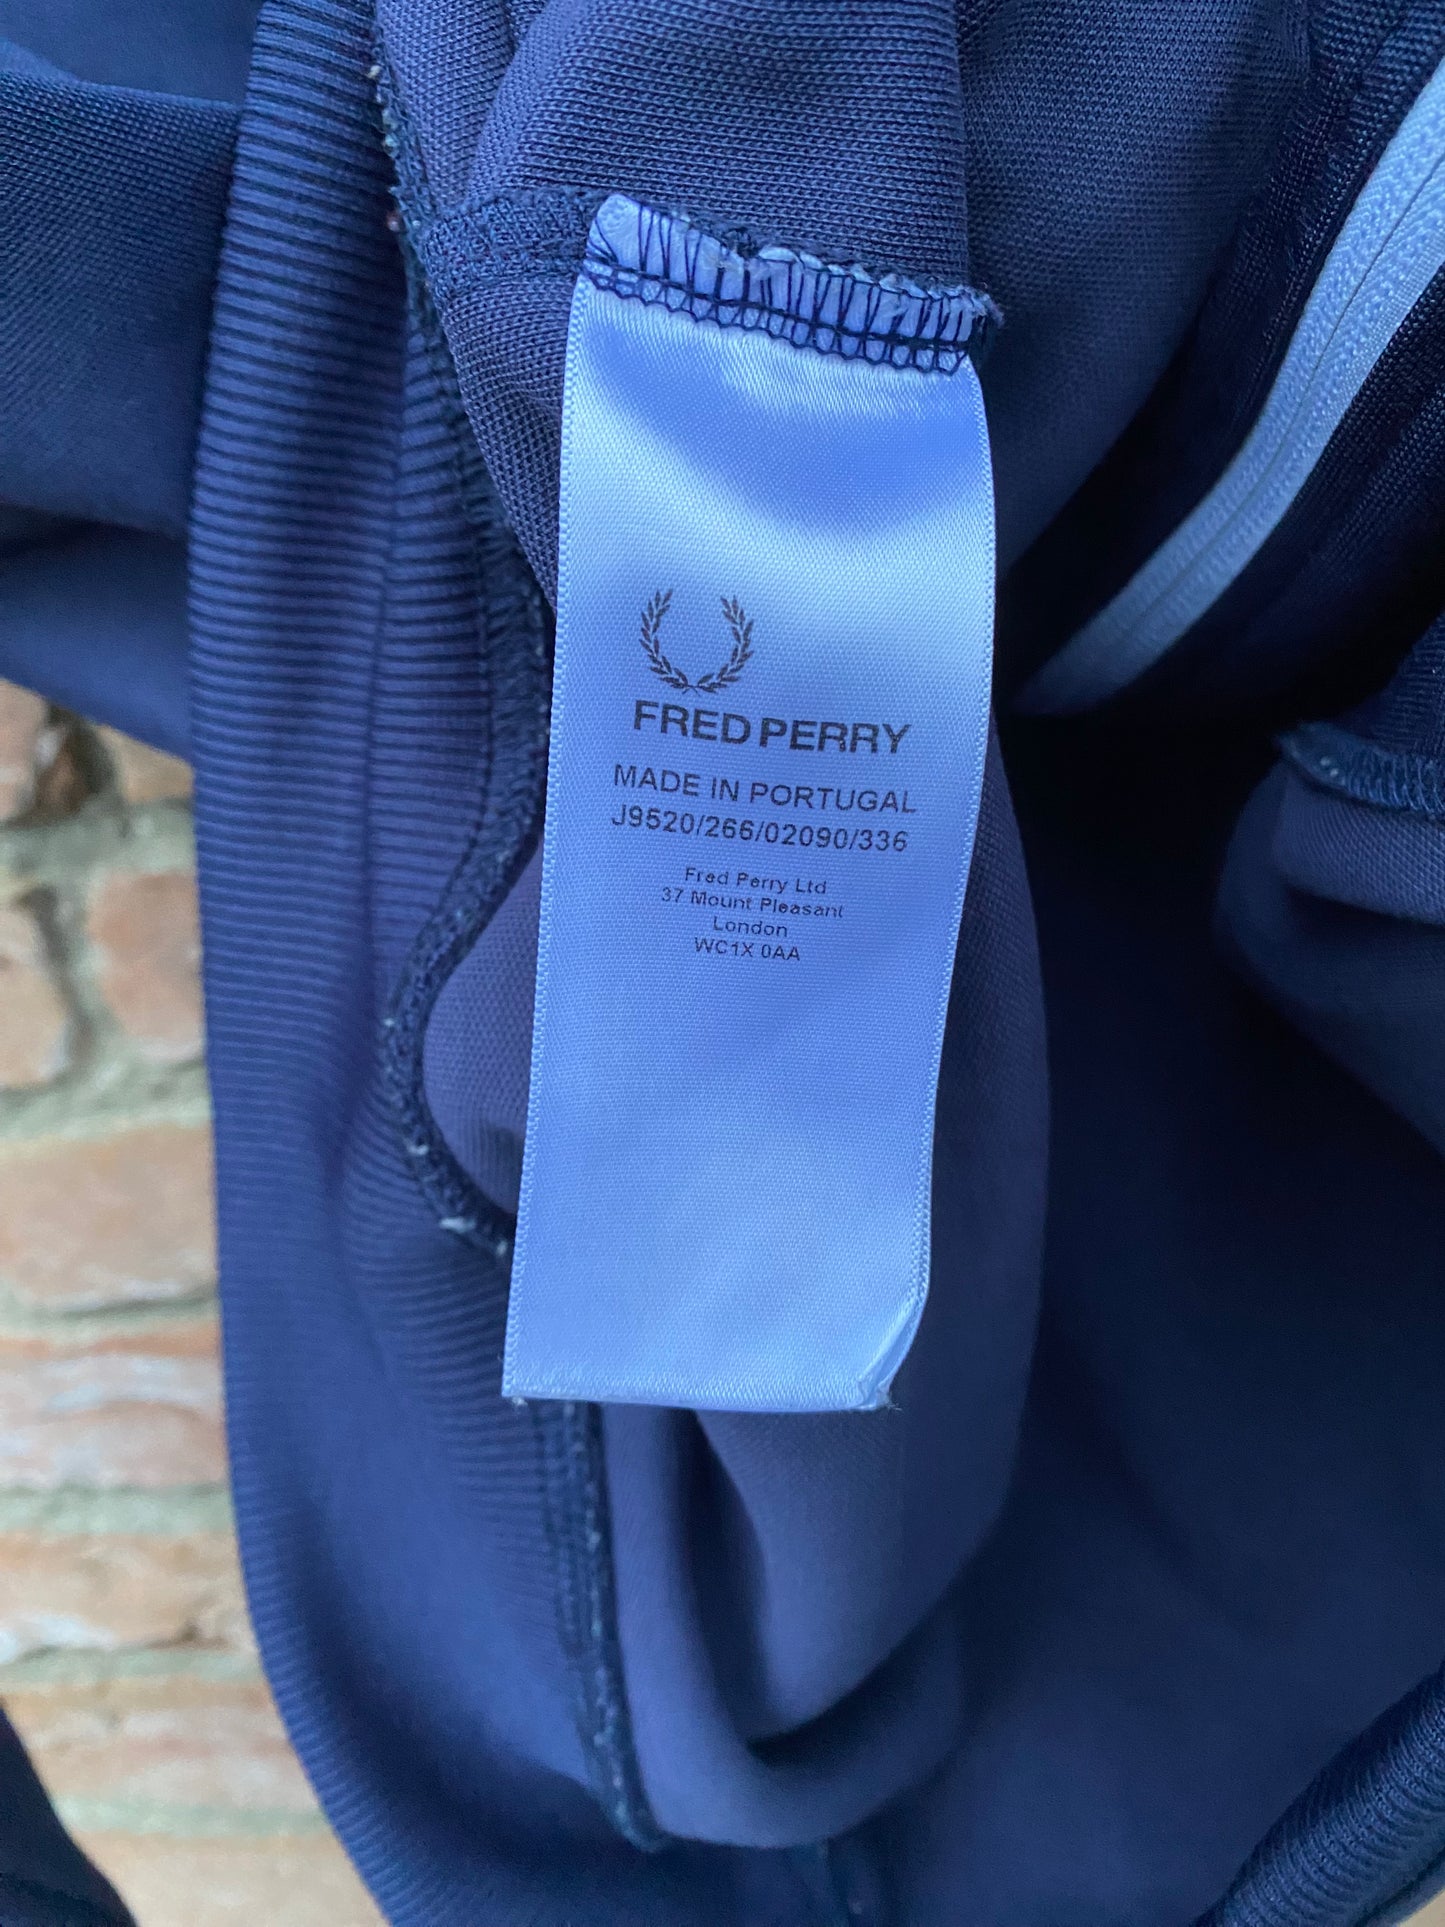 FRED PERRY
MADE IN PORTUGAL
J9520/266/02090/336
Fred Perry Ltd
37 Mount Pleasant
London
WC1X 0AA